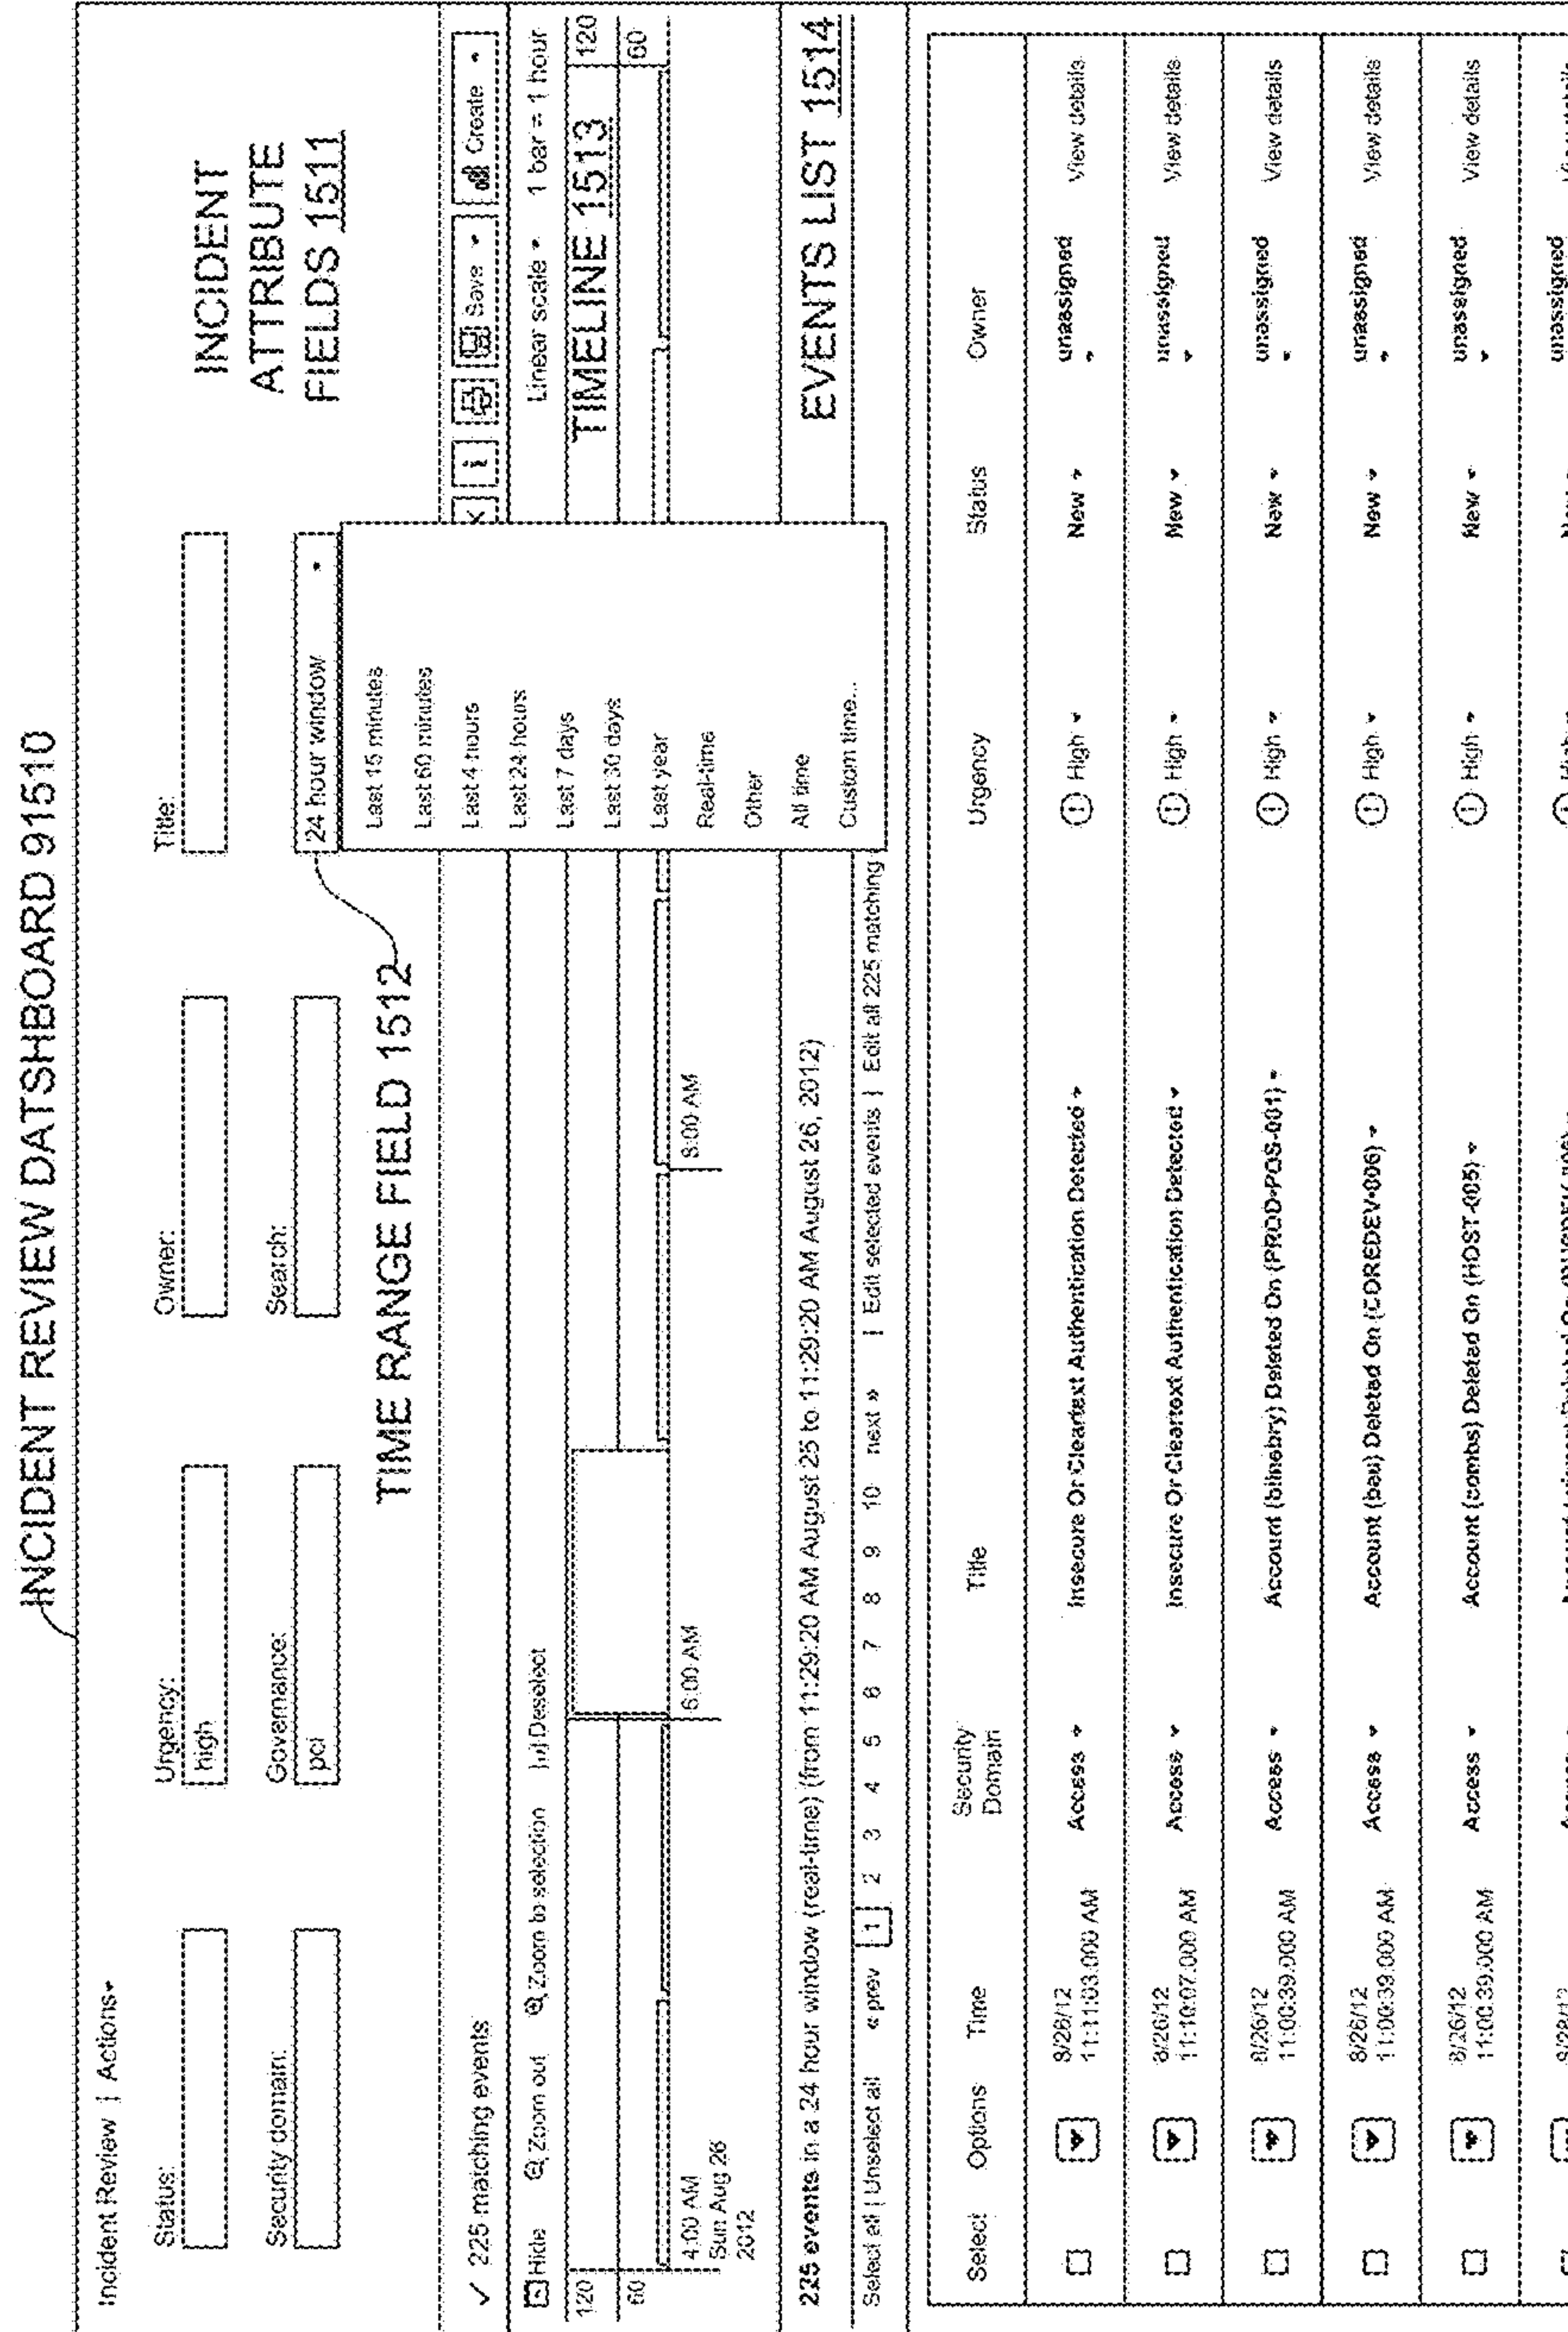 INCIDENT REVIEW DATSHBOARD 91510
Incident Review | Actions
Status:
Urgency:
high
Owner:
Title:
Security domain:
Governance:
pci
Search:
24 hour window
INCIDENT
ATTRIBUTE
FIELDS 1511
TIME RANGE FIELD 1512
Last 15 minutes
Last 60 minutes
Last 4 hours
Last 24 hours
Last 7 days
Last 30 days
Last year
Real-time
Other
All time
Custom time...
✓ 225 matching events
i
Save
Create
Hide
Zoom out
Zoom to selection
Deselect
Linear scale
1 bar = 1 hour
120
60
TIMELINE 1513
120
60
4:00 AM
Sun Aug 26
2012
6:00 AM
8:00 AM
225 events in a 24 hour window (real-time) (from 11:29:20 AM August 25 to 11:29:20 AM August 26, 2012)
EVENTS LIST 1514
Select all | Unselect all « prev 1 2 3 4 5 6 7 8 9 10 next » | Edit selected events | Edit all 225 matching
Select Options Time Security Domain Title Urgency Status Owner
8/26/12
11:11:03.000 AM Access Insecure Or Cleartext Authentication Detected High New unassigned View details
8/26/12
11:10:07.000 AM Access Insecure Or Cleartext Authentication Detected High New unassigned View details
8/26/12
11:00:39.000 AM Access Account (blinebry) Deleted On (PROD-POS-001) High New unassigned View details
8/26/12
11:00:39.000 AM Access Account (bau) Deleted On (COREDEV-006) High New unassigned View details
8/26/12
11:00:39.000 AM Access Account (combs) Deleted On (HOST-005) High New unassigned View details
unassigned